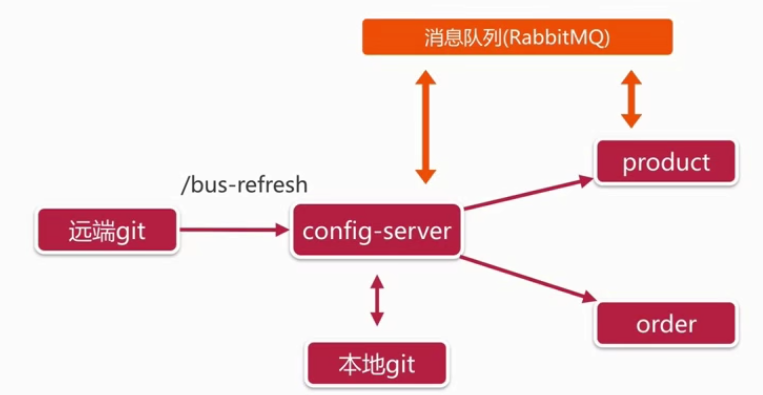 消息队列(RabbitMQ)
product
/bus-refresh
远端git
config-server
order
本地git